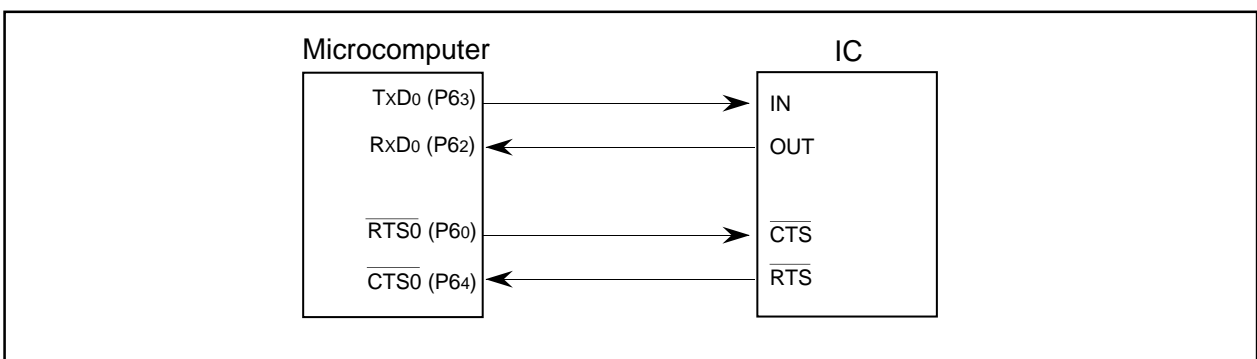 Microcomputer
IC
TxD0 (P63)
IN
RxD0 (P62)
OUT
RTS0 (P60)
CTS
CTS0 (P64)
RTS